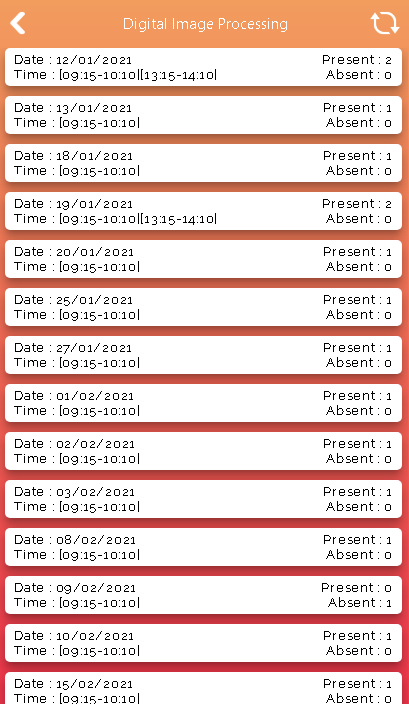 Digital Image Processing
Date : 12/01/2021 Present : 2
Time : [09:15-10:10|[13:15-14:10| Absent : 0
Date : 13/01/2021 Present : 1
Time : [09:15-10:10| Absent : 0
Date : 18/01/2021 Present : 1
Time : [09:15-10:10| Absent : 0
Date : 19/01/2021 Present : 2
Time : [09:15-10:10|[13:15-14:10| Absent : 0
Date : 20/01/2021 Present : 1
Time : [09:15-10:10| Absent : 0
Date : 25/01/2021 Present : 1
Time : [09:15-10:10| Absent : 0
Date : 27/01/2021 Present : 1
Time : [09:15-10:10| Absent : 0
Date : 01/02/2021 Present : 1
Time : [09:15-10:10| Absent : 0
Date : 02/02/2021 Present : 1
Time : [09:15-10:10| Absent : 0
Date : 03/02/2021 Present : 1
Time : [09:15-10:10| Absent : 0
Date : 08/02/2021 Present : 1
Time : [09:15-10:10| Absent : 0
Date : 09/02/2021 Present : 0
Time : [09:15-10:10| Absent : 1
Date : 10/02/2021 Present : 1
Time : [09:15-10:10| Absent : 0
Date : 15/02/2021 Present : 1
Time : [09:15-10:10| Absent : 0